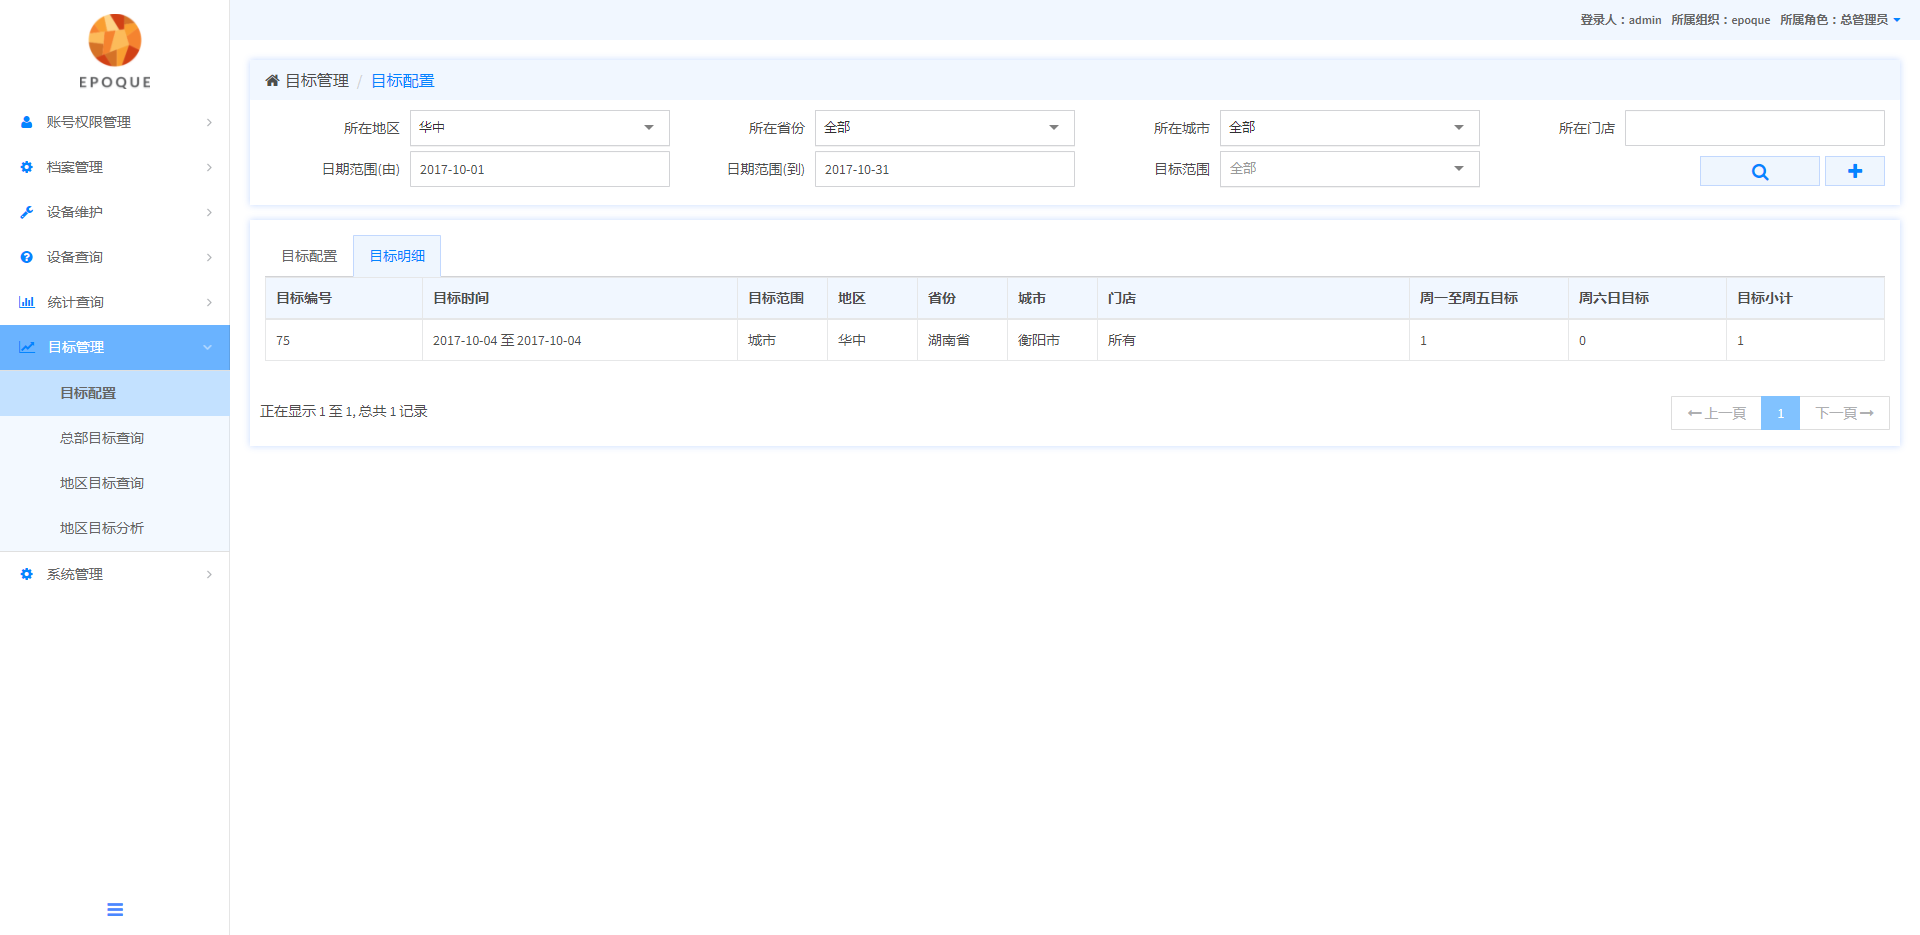 EPOQUE
账号权限管理
档案管理
设备维护
设备查询
统计查询
目标管理
目标配置
总部目标查询
地区目标查询
地区目标分析
系统管理
登录人：admin 所属组织：epoque 所属角色：总管理员
目标管理 / 目标配置
所在地区 华中 所在省份 全部 所在城市 全部 所在门店
日期范围(由) 2017-10-01 日期范围(到) 2017-10-31 目标范围 全部
目标配置 目标明细
目标编号 目标时间 目标范围 地区 省份 城市 门店 周一至周五目标 周六日目标 目标小计
75 2017-10-04 至 2017-10-04 城市 华中 湖南省 衡阳市 所有 1 0 1
正在显示 1 至 1, 总共 1 记录
←上一頁 1 下一頁→